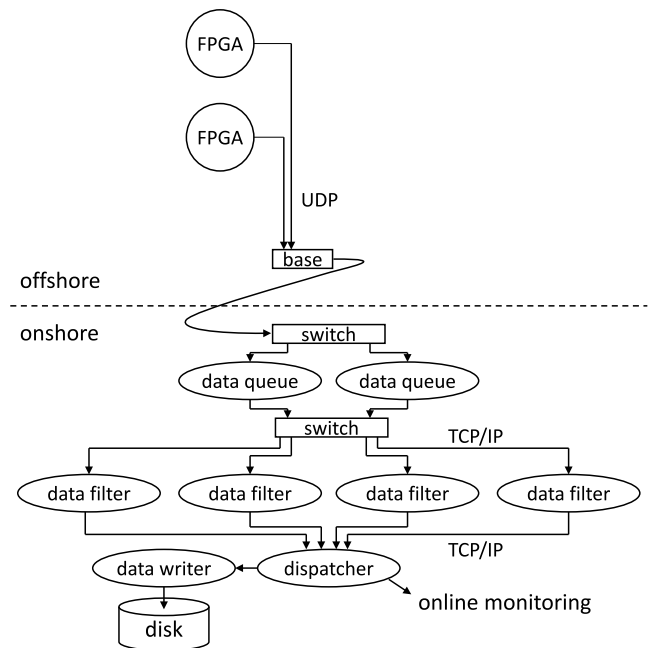 FPGA
FPGA
UDP
base
offshore
onshore
switch
data queue data queue
switch
TCP/IP
data filter data filter data filter data filter
TCP/IP
data writer dispatcher
online monitoring
disk